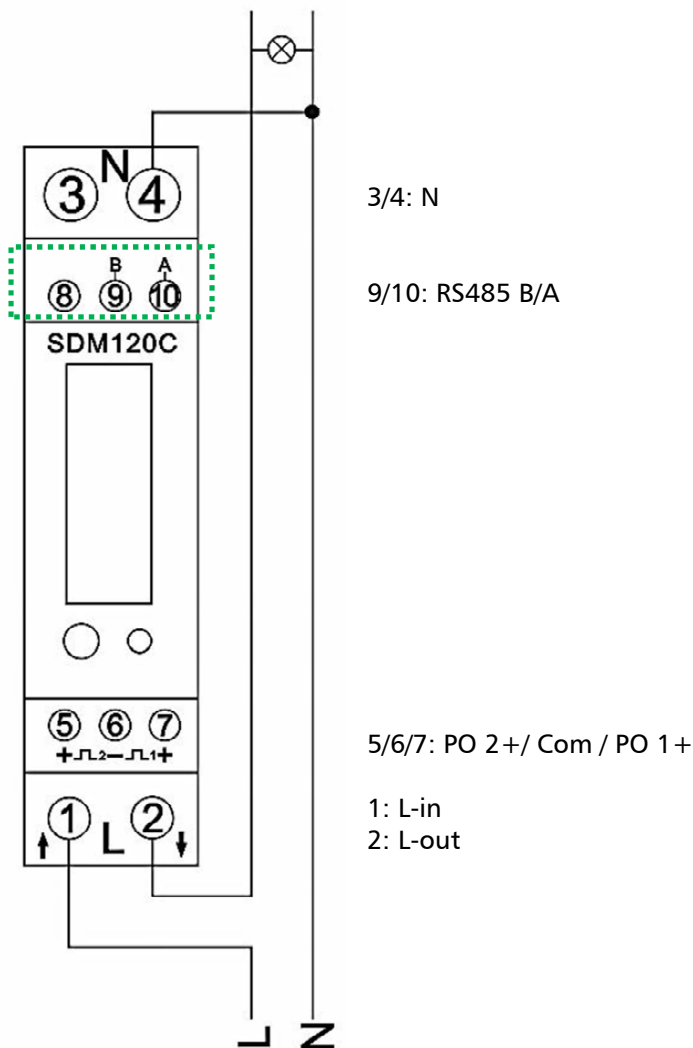 3 N 4
3/4: N
B A
8 9 10
9/10: RS485 B/A
SDM120C
5 6 7
+⎍2−⎍1+
5/6/7: PO 2+/ Com / PO 1+
1 L 2
1: L-in
2: L-out
L N